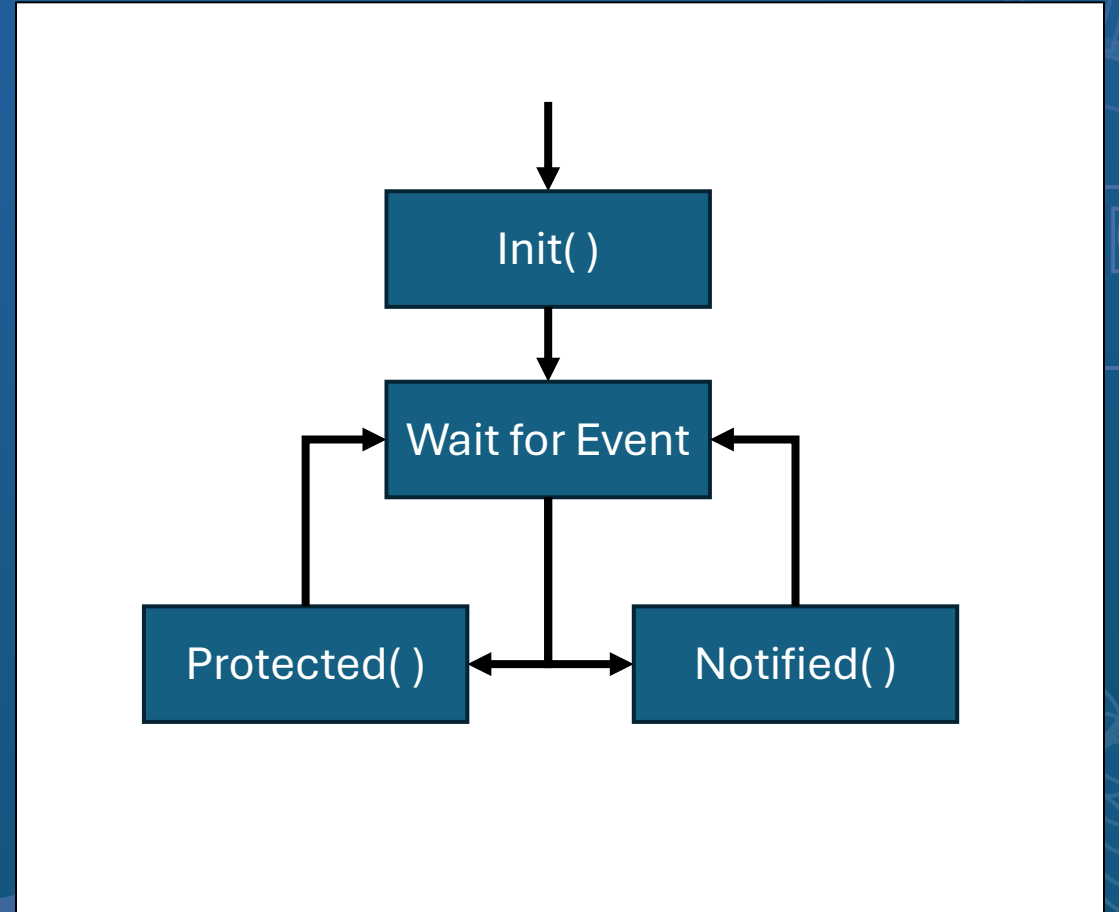 Init( )
Wait for Event
Protected( )
Notified( )